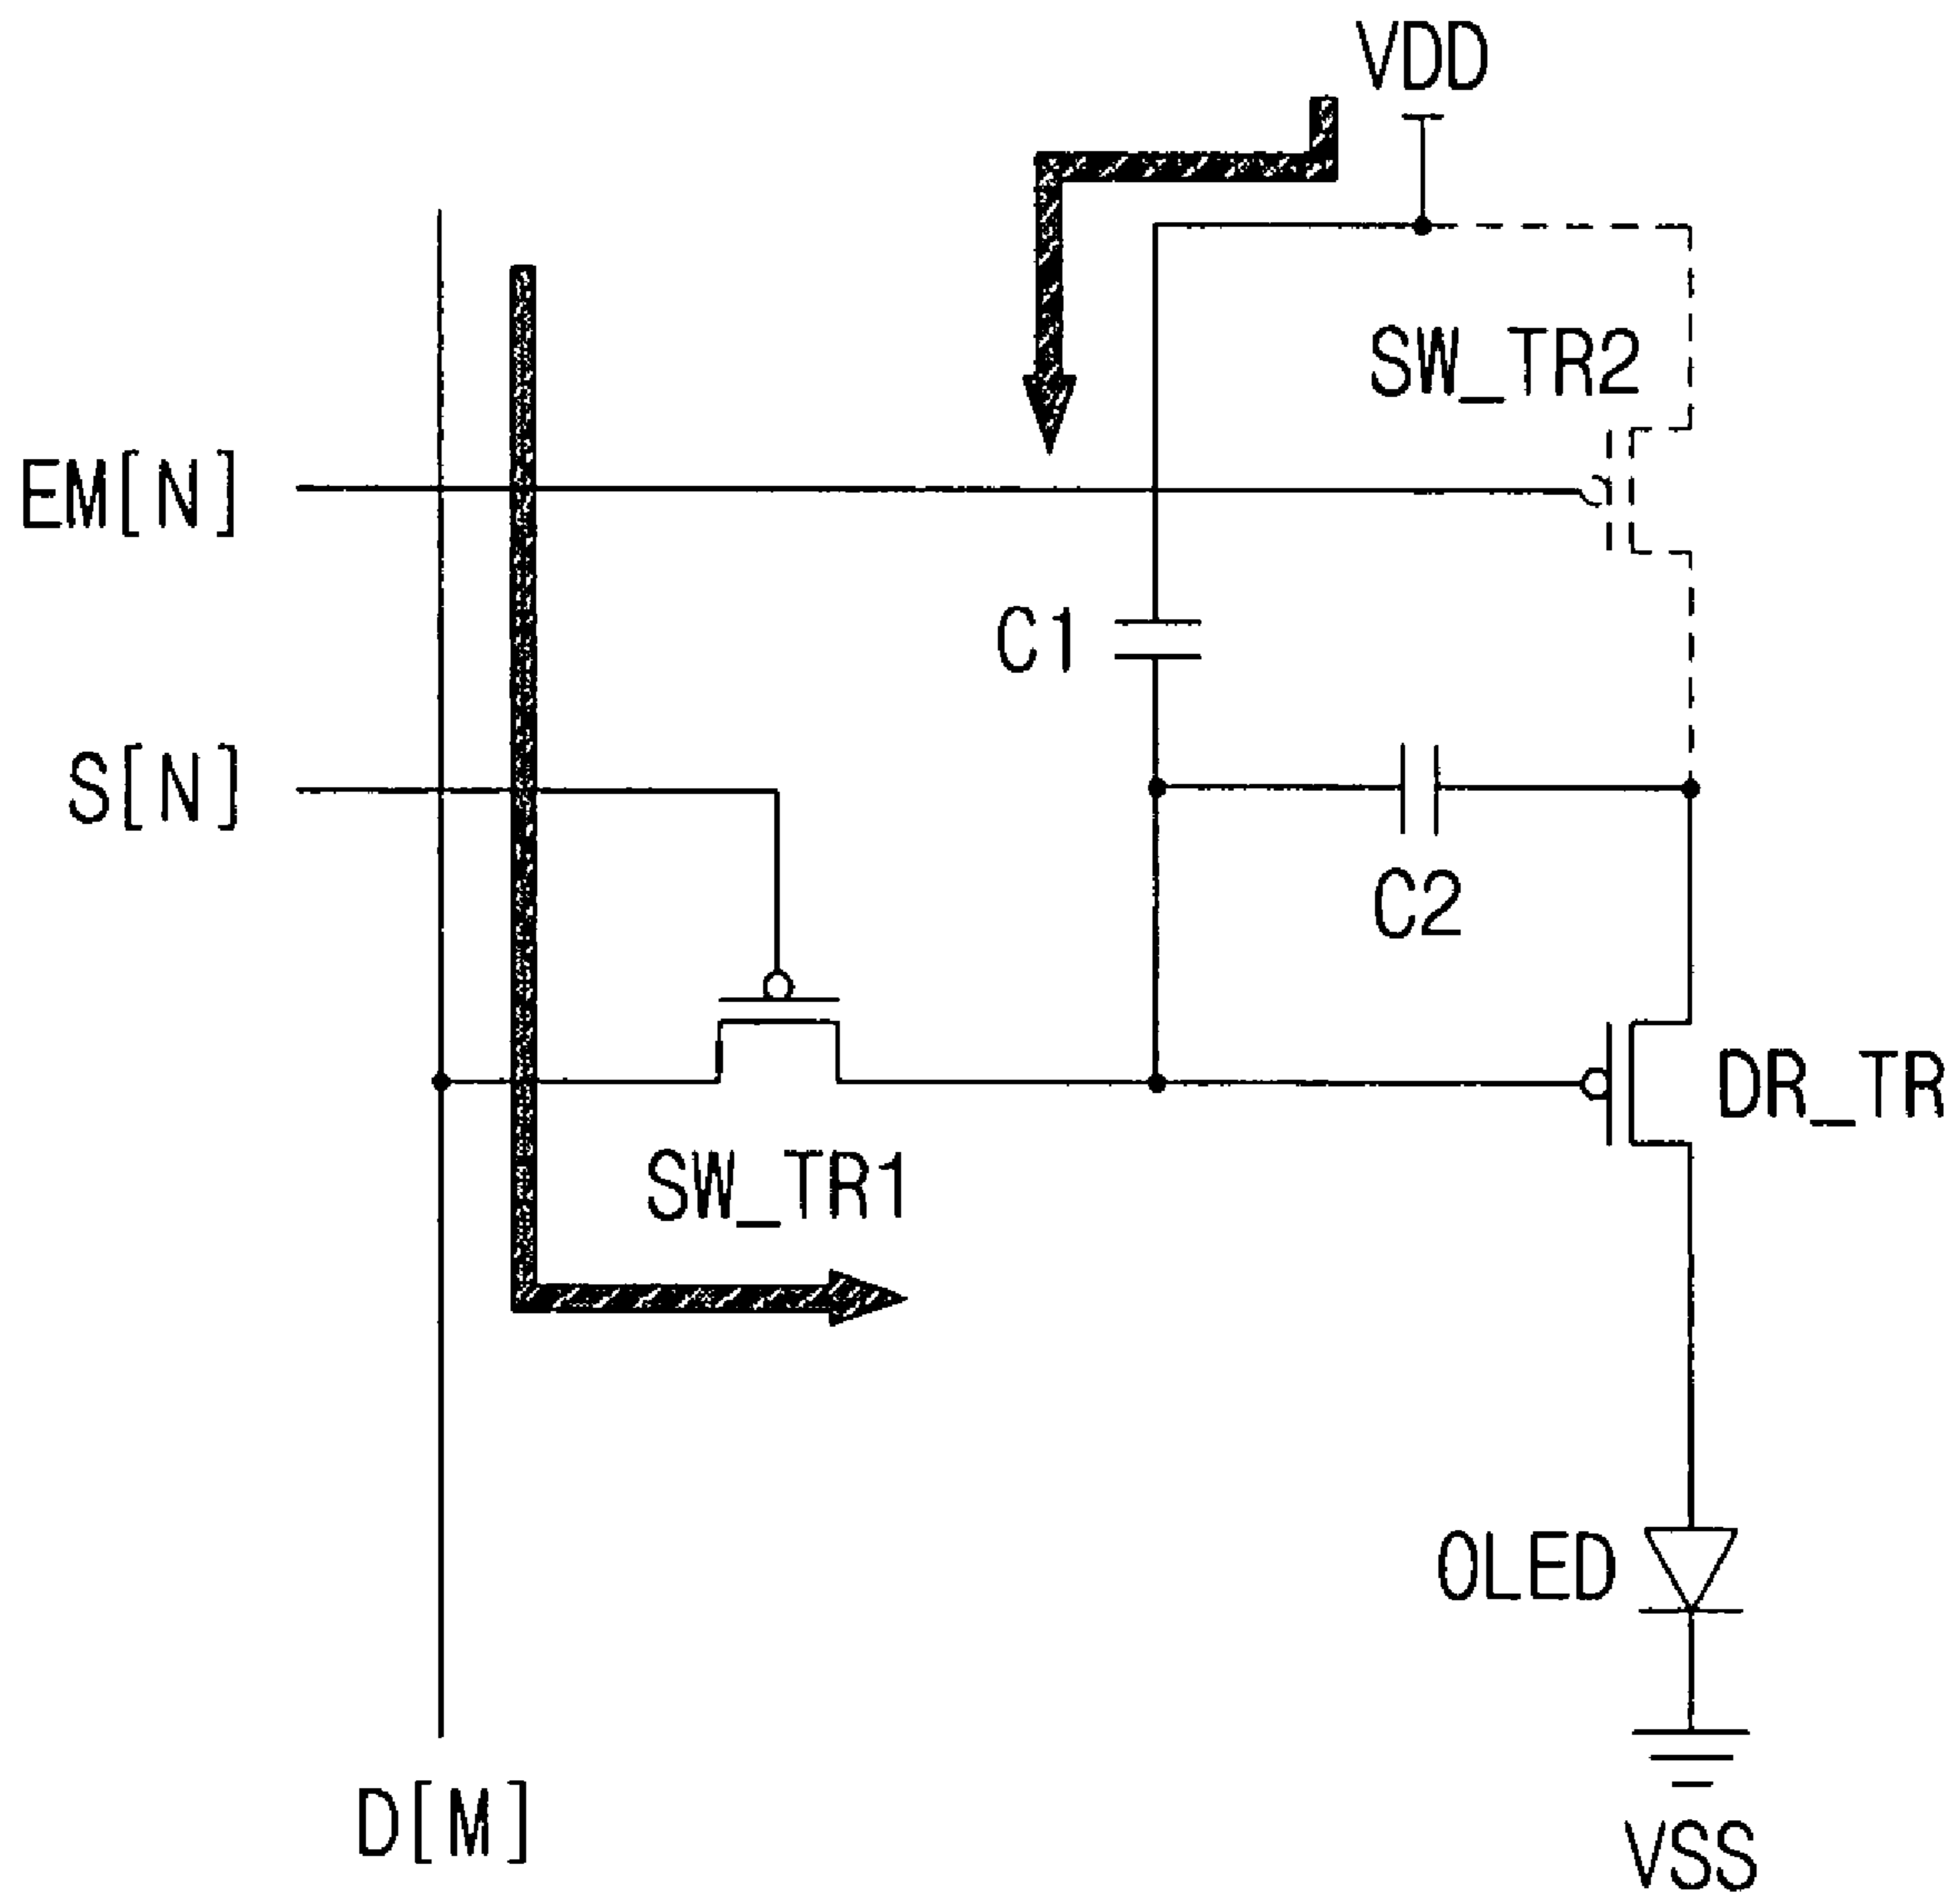 VDD
SW_TR2
EM[N]
C1
S[N]
C2
DR_TR
SW_TR1
OLED
D[M]
VSS